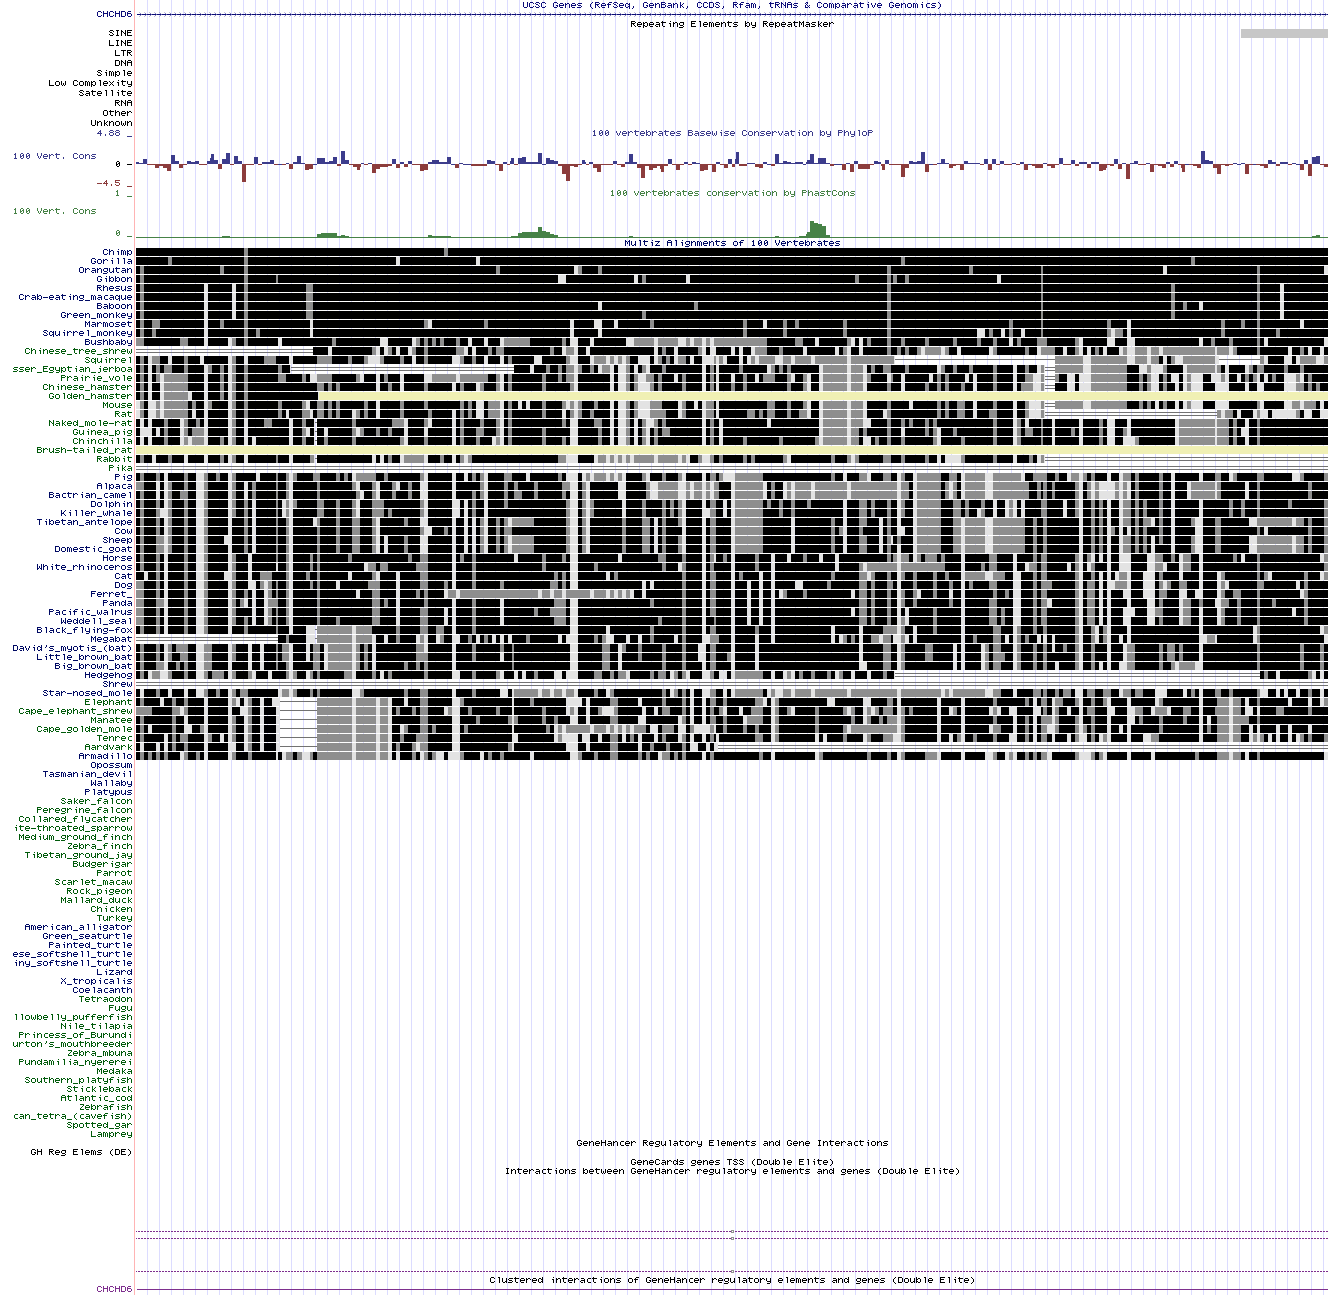 UCSC Genes (RefSeq, GenBank, CCDS, Rfam, tRNAs & Comparative Genomics)
CHCHD6
Repeating Elements by RepeatMasker
SINE
LINE
LTR
DNA
Simple
Low Complexity
Satellite
RNA
Other
Unknown
4.88 _
100 vertebrates Basewise Conservation by PhyloP
100 Vert. Cons
0 -
-4.5 _
1 _
100 vertebrates conservation by PhastCons
100 Vert. Cons
0 _
Multiz Alignments of 100 Vertebrates
Chimp
Gorilla
Orangutan
Gibbon
Rhesus
Crab-eating_macaque
Baboon
Green_monkey
Marmoset
Squirrel_monkey
Bushbaby
Chinese_tree_shrew
Squirrel
sser_Egyptian_jerboa
Prairie_vole
Chinese_hamster
Golden_hamster
Mouse
Rat
Naked_mole-rat
Guinea_pig
Chinchilla
Brush-tailed_rat
Rabbit
Pika
Pig
Alpaca
Bactrian_camel
Dolphin
Killer_whale
Tibetan_antelope
Cow
Sheep
Domestic_goat
Horse
White_rhinoceros
Cat
Dog
Ferret_
Panda
Pacific_walrus
Weddell_seal
Black_flying-fox
Megabat
David's_myotis_(bat)
Little_brown_bat
Big_brown_bat
Hedgehog
Shrew
Star-nosed_mole
Elephant
Cape_elephant_shrew
Manatee
Cape_golden_mole
Tenrec
Aardvark
Armadillo
Opossum
Tasmanian_devil
Wallaby
Platypus
Saker_falcon
Peregrine_falcon
Collared_flycatcher
ite-throated_sparrow
Medium_ground_finch
Zebra_finch
Tibetan_ground_jay
Budgerigar
Parrot
Scarlet_macaw
Rock_pigeon
Mallard_duck
Chicken
Turkey
American_alligator
Green_seaturtle
Painted_turtle
ese_softshell_turtle
iny_softshell_turtle
Lizard
X_tropicalis
Coelacanth
Tetraodon
Fugu
llowbelly_pufferfish
Nile_tilapia
Princess_of_Burundi
urton's_mouthbreeder
Zebra_mbuna
Pundamilia_nyererei
Medaka
Southern_platyfish
Stickleback
Atlantic_cod
Zebrafish
can_tetra_(cavefish)
Spotted_gar
Lamprey
GeneHancer Regulatory Elements and Gene Interactions
GH Reg Elems (DE)
GeneCards genes TSS (Double Elite)
Interactions between GeneHancer regulatory elements and genes (Double Elite)
Clustered interactions of GeneHancer regulatory elements and genes (Double Elite)
CHCHD6